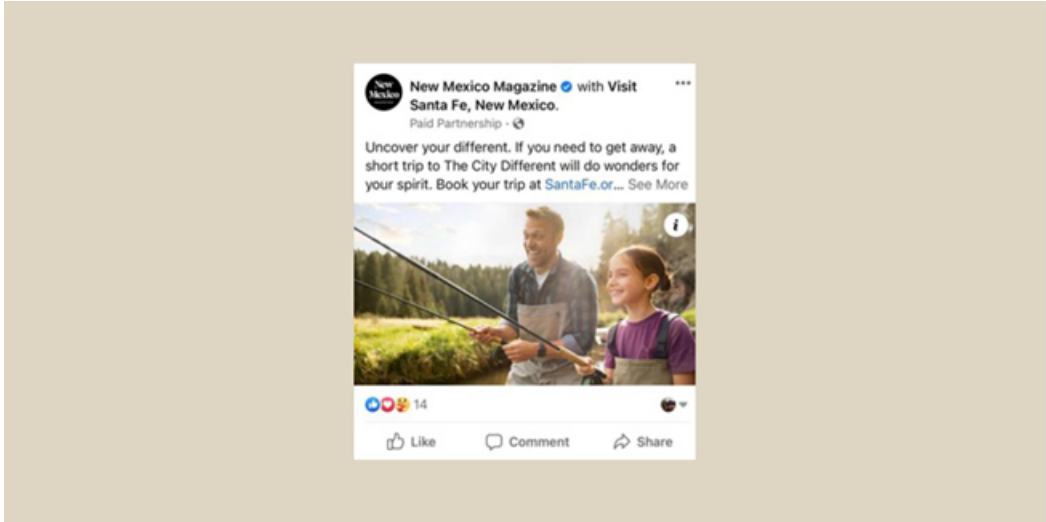 New
Mexico
New Mexico Magazine with Visit
Santa Fe, New Mexico.
Paid Partnership ·
Uncover your different. If you need to get away, a
short trip to The City Different will do wonders for
your spirit. Book your trip at SantaFe.or... See More
i
14
Like Comment Share